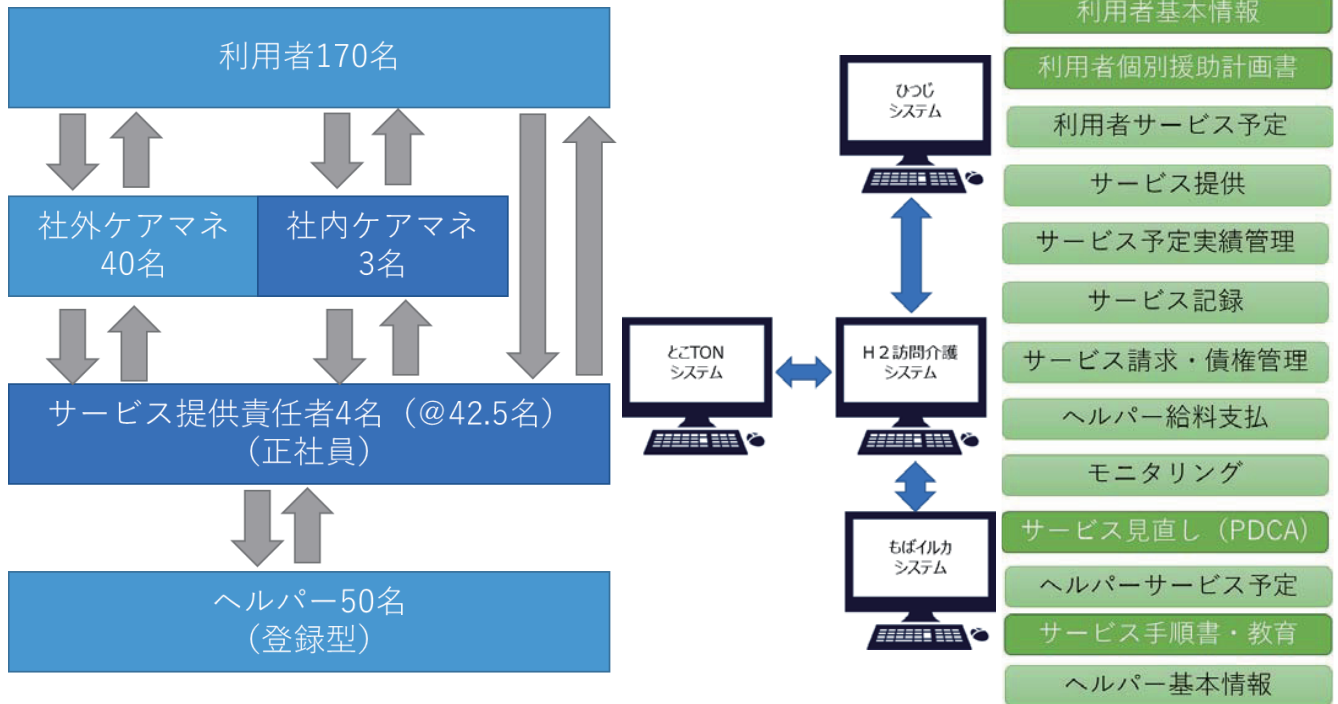 利用者170名
社外ケアマネ
40名
社内ケアマネ
3名
サービス提供責任者4名（@42.5名）
(正社員)
ヘルパー50名
(登録型)
ひつじ
システム
とこTON
システム
H２訪問介護
システム
もばイルカ
システム
利用者基本情報
利用者個別援助計画書
利用者サービス予定
サービス提供
サービス予定実績管理
サービス記録
サービス請求・債権管理
ヘルパー給料支払
モニタリング
サービス見直し（PDCA）
ヘルパーサービス予定
サービス手順書・教育
ヘルパー基本情報